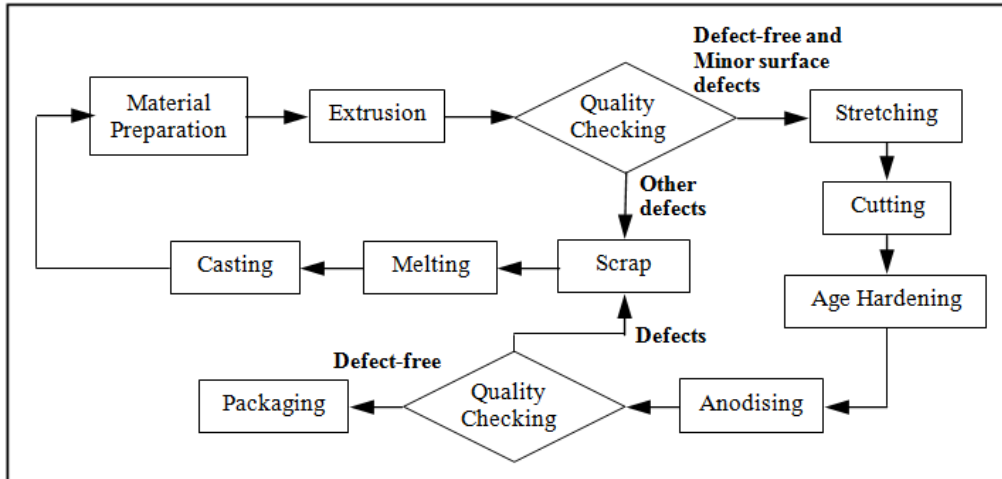 Material
Preparation
Extrusion
Quality
Checking
Defect-free and
Minor surface
defects
Stretching
Cutting
Age Hardening
Other
defects
Scrap
Melting
Casting
Defects
Defect-free
Packaging
Quality
Checking
Anodising